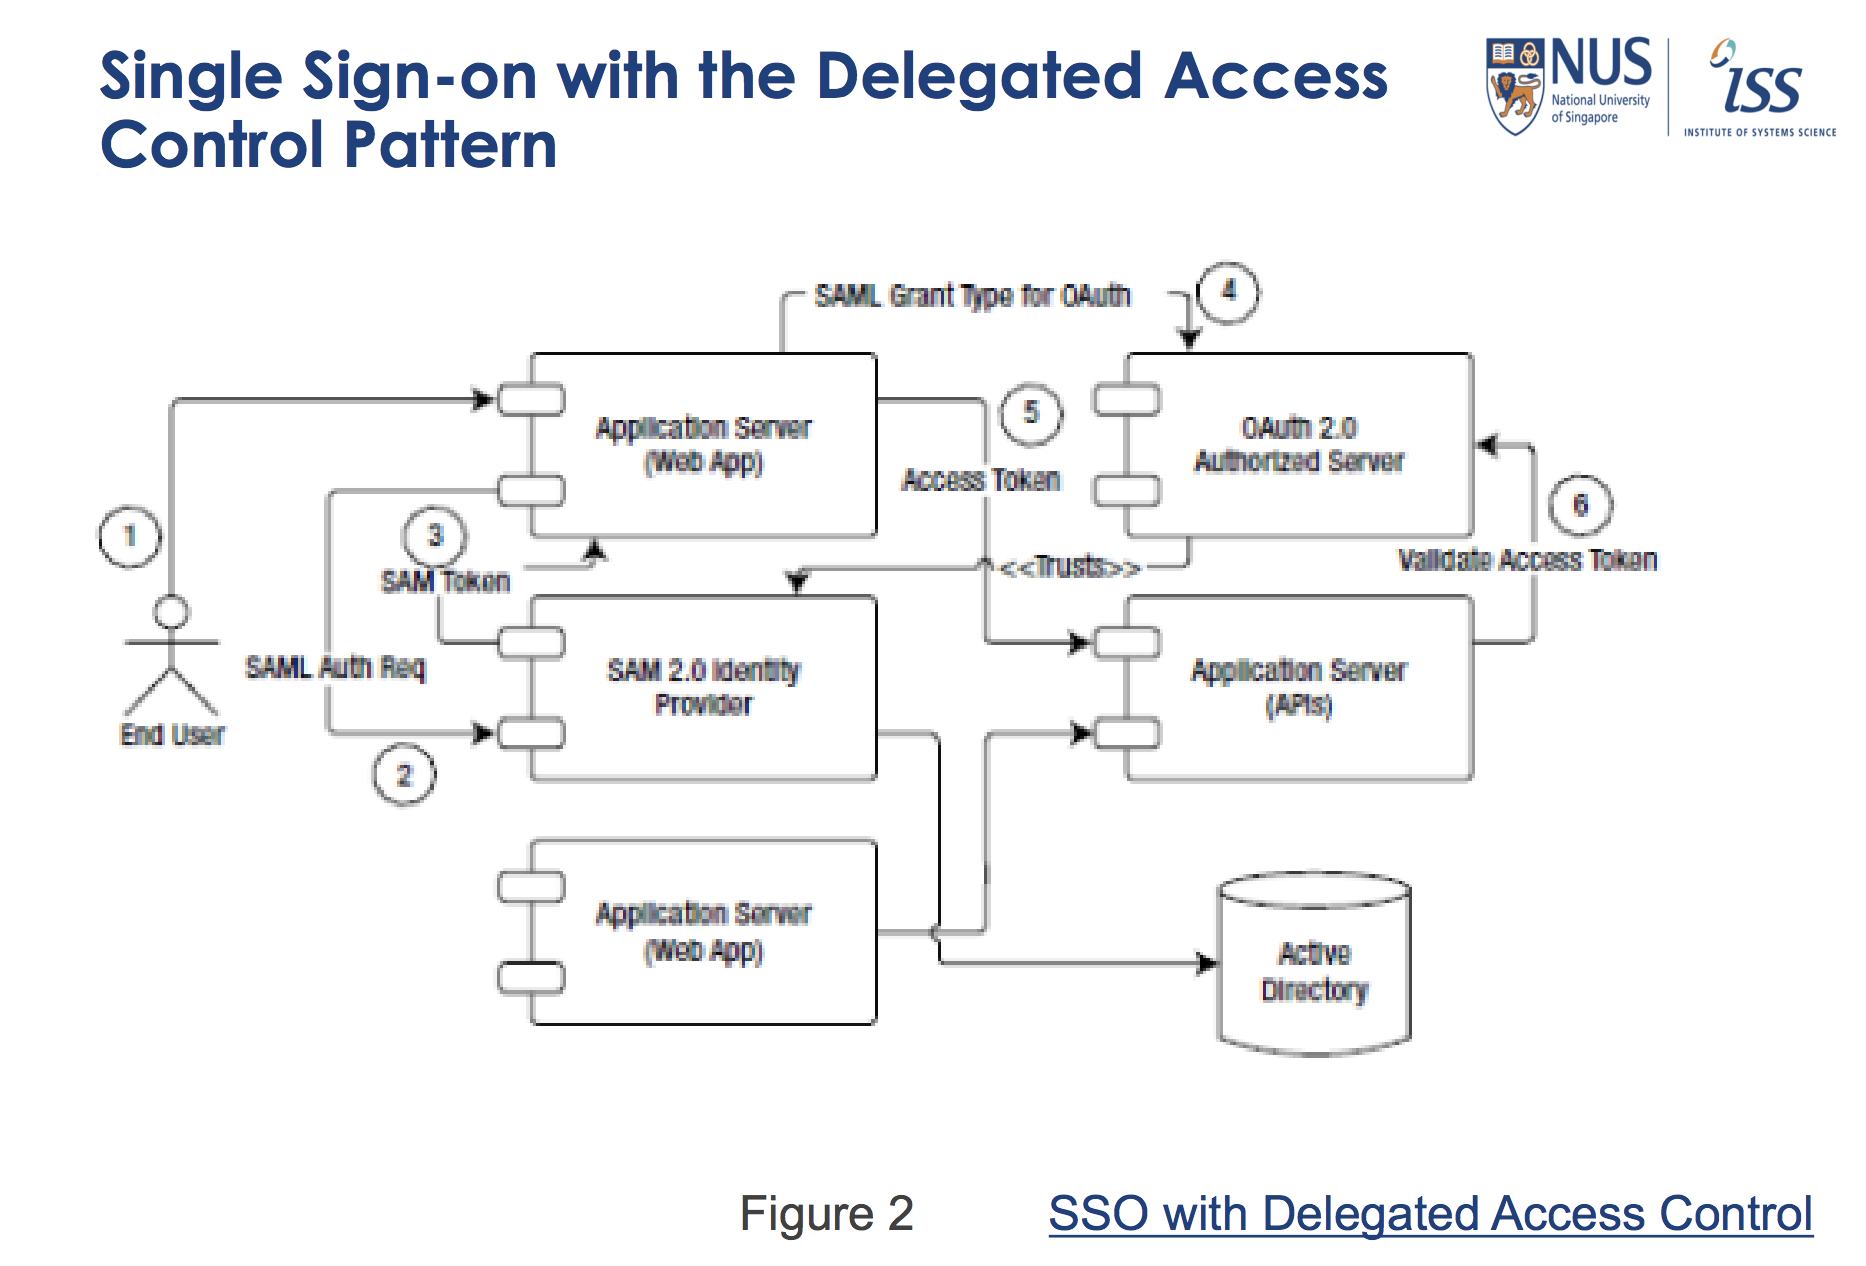 Single Sign-on with the Delegated Access
Control Pattern
NUS
National University
of Singapore
iss
INSTITUTE OF SYSTEMS SCIENCE
SAML Grant Type for OAuth
4
Application Server
(Web App)
5
Access Token
OAuth 2.0
Authorized Server
1
3
SAM Token
<<Trusts>>
6
Validate Access Token
End User
SAML Auth Req
2
SAM 2.0 Identity
Provider
Application Server
(APIs)
Application Server
(Web App)
Active
Directory
Figure 2
SSO with Delegated Access Control